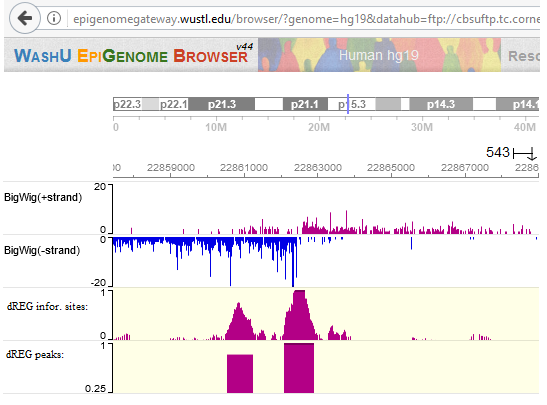 epigenomegateway.wustl.edu/browser/?genome=hg19&datahub=ftp://cbsuftp.tc.corne
WASHU EPIGENOME BROWSER v44
Human hg19
Reso
p22.3 p22.1 p21.3 p21.1 p15.3 p14.3 p14.1
0 10M 20M 30M 40M
543
00 22859000 22861000 22883000 22865000 22867000 2286
BigWig(+strand)
20
0
BigWig(–strand)
0
-20
dREG infor. sites:
1
0
dREG peaks:
1
0.25